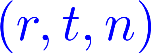 (r, t, n)